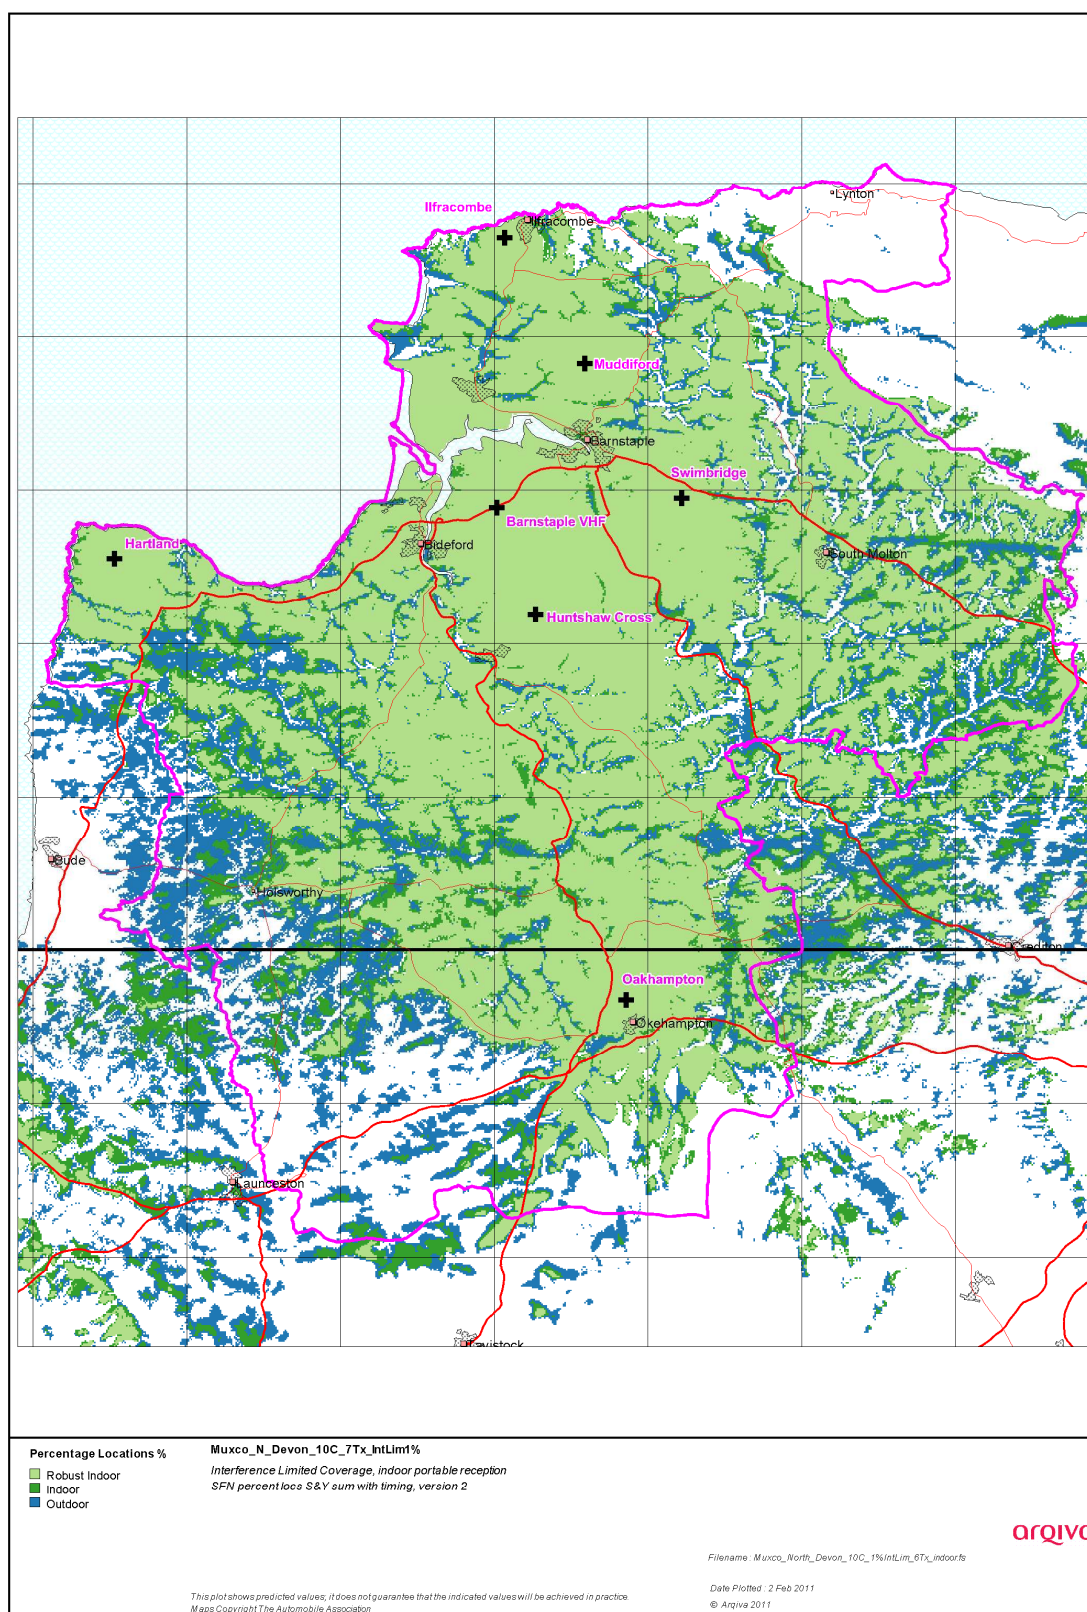 Lynton
Ilfracombe
Ilfracombe
Muddiford
Barnstaple
Swimbridge
Barnstaple VHF
Hartland
Bideford
South Molton
Huntshaw Cross
Bude
Holsworthy
Crediton
Oakhampton
Okehampton
Launceston
Tavistock
Percentage Locations %
Robust Indoor
Indoor
Outdoor
Muxco_N_Devon_10C_7Tx_IntLim1%
Interference Limited Coverage, indoor portable reception
SFN percent locs S&Y sum with timing, version 2
arqiva
Filename : Muxco_North_Devon_10C_1%IntLim_6Tx_indoor.fs
Date Plotted : 2 Feb 2011
© Arqiva 2011
This plot shows predicted values; it does not guarantee that the indicated values will be achieved in practice.
Maps Copyright The Automobile Association